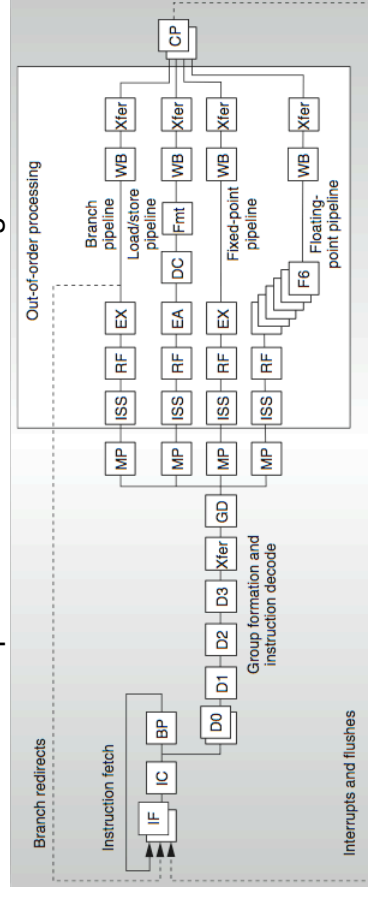 Branch redirects
Out-of-order processing
Instruction fetch
IF
IC
BP
D0
D1
D2
D3
Xfer
GD
Group formation and
instruction decode
Branch
pipeline
MP
ISS
RF
EX
WB
Xfer
Load/store
pipeline
MP
ISS
RF
EA
DC
Fmt
WB
Xfer
Fixed-point
pipeline
MP
ISS
RF
EX
WB
Xfer
Floating-
point pipeline
MP
ISS
RF
F6
WB
Xfer
CP
Interrupts and flushes